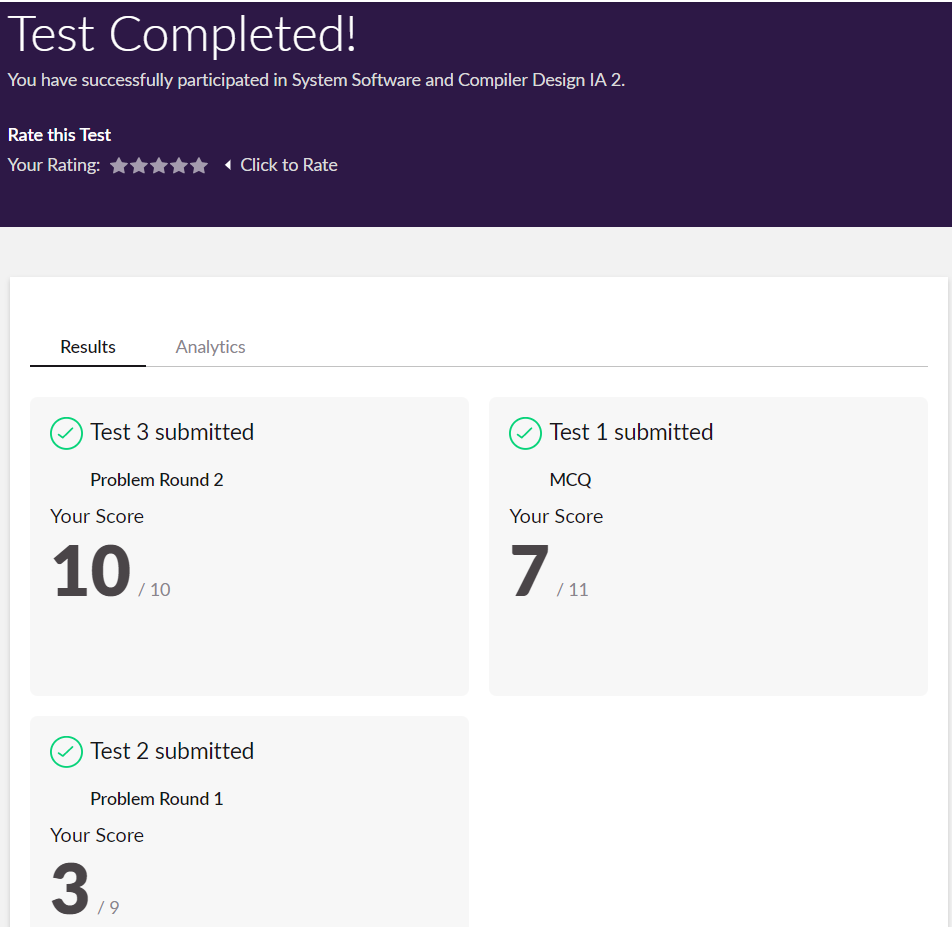 Test Completed!
You have successfully participated in System Software and Compiler Design IA 2.
Rate this Test
Your Rating:
Click to Rate
Results
Analytics
Test 3 submitted
Problem Round 2
Your Score
10 / 10
Test 1 submitted
MCQ
Your Score
7 / 11
Test 2 submitted
Problem Round 1
Your Score
3 / 9